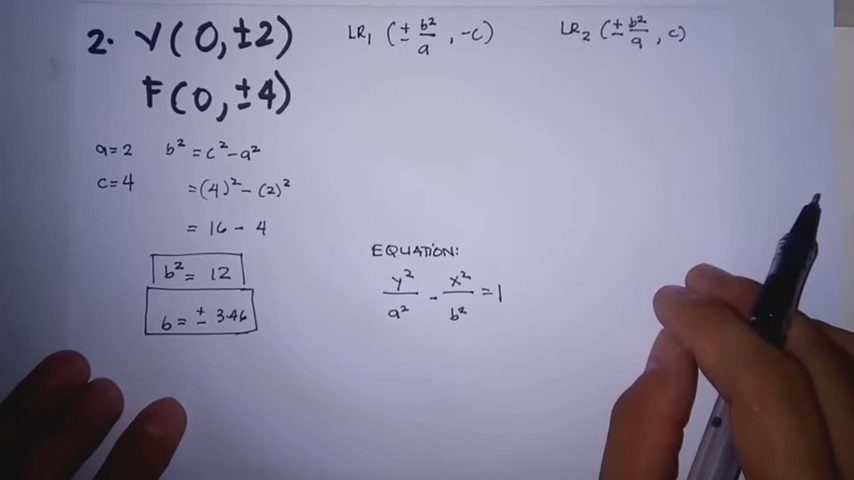 2. V(0,±2)
F(0,±4)
LR₁ (± b²/a, -c)
LR₂ (± b²/a, c)
a=2
c=4
b² = c² - a²
= (4)² - (2)²
= 16 - 4
b² = 12
b = ± 3.46
EQUATION:
y²/a² - x²/b² = 1